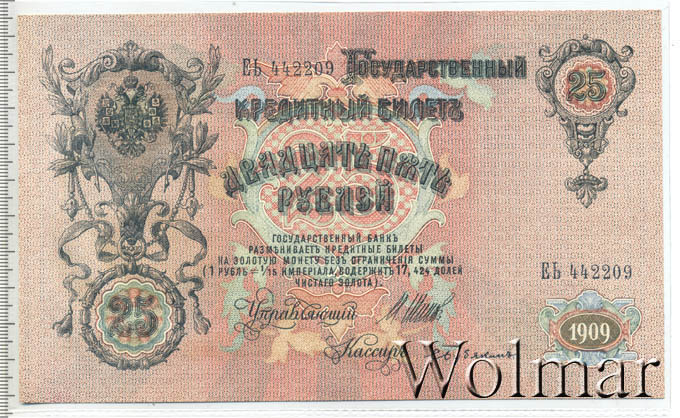 ЕЬ 442209 Государственный
25
Кредитный Билетъ
Двадцать пять
рублей
25
ГОСУДАРСТВЕННЫЙ БАНКЪ
РАЗМѢНИВАЕТЪ КРЕДИТНЫЕ БИЛЕТЫ
НА ЗОЛОТУЮ МОНЕТУ БЕЗЪ ОГРАНИЧЕНІЯ СУММЫ
(1 РУБЛЬ = 1/15 ИМПЕРІАЛА, СОДЕРЖИТЪ 17,424 ДОЛЕЙ
ЧИСТАГО ЗОЛОТА).
ЕЬ 442209
25
Управляющій
1909
Кассиръ
Wolmar